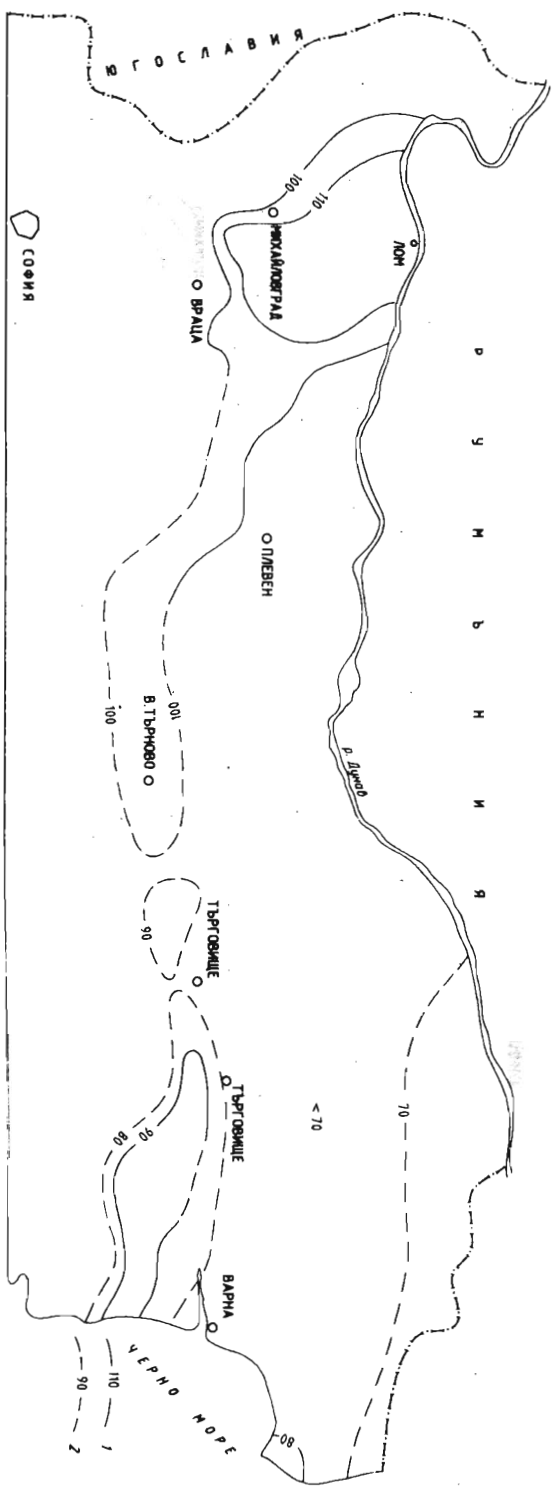 ЮГОСЛАВИЯ
РУМЪНИЯ
ЛОМ
МИХАЙЛОВГРАД
ВРАЦА
СОФИЯ
100
110
ПЛЕВЕН
р. Дунав
100
В. ТЪРНОВО
100
ТЪРГОВИЩЕ
90
70
< 70
ТЪРГОВИЩЕ
90
80
ВАРНА
80
ЧЕРНО МОРЕ
110 1
90 2